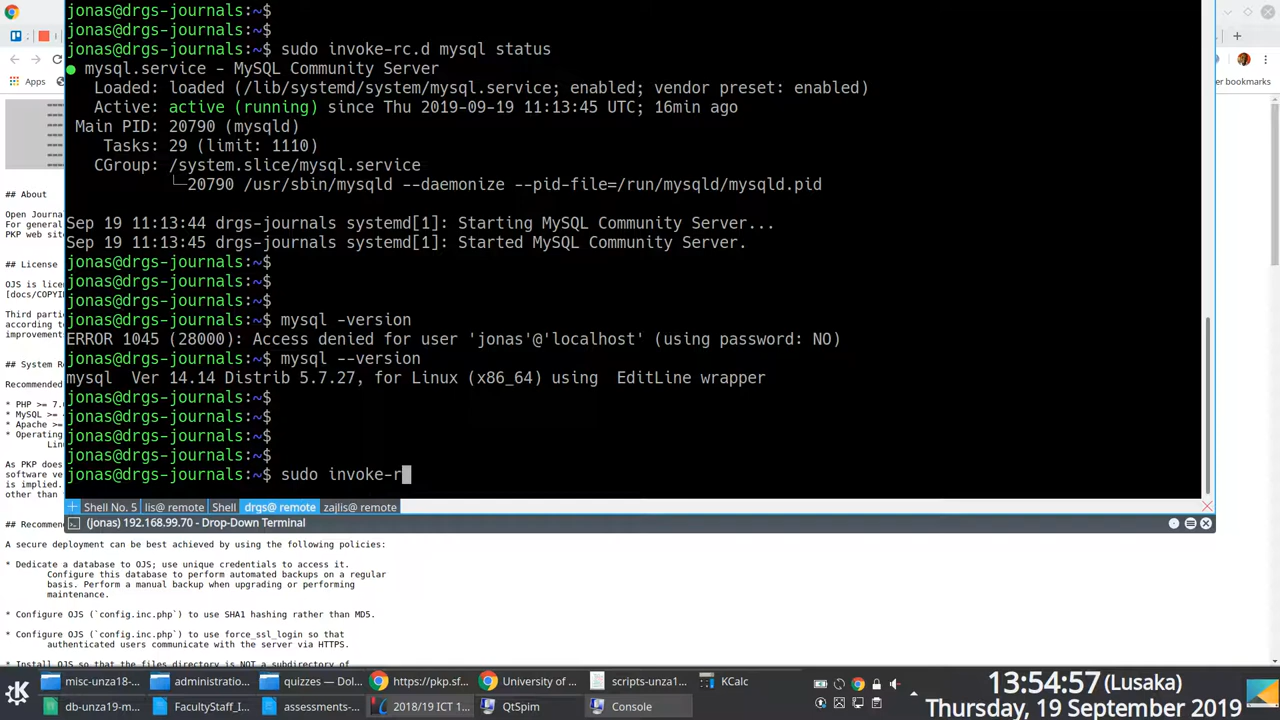 jonas@drgs-journals:~$
jonas@drgs-journals:~$
jonas@drgs-journals:~$ sudo invoke-rc.d mysql status
● mysql.service - MySQL Community Server
Loaded: loaded (/lib/systemd/system/mysql.service; enabled; vendor preset: enabled)
Active: active (running) since Thu 2019-09-19 11:13:45 UTC; 16min ago
Main PID: 20790 (mysqld)
Tasks: 29 (limit: 1110)
CGroup: /system.slice/mysql.service
└─20790 /usr/sbin/mysqld --daemonize --pid-file=/run/mysqld/mysqld.pid
Sep 19 11:13:44 drgs-journals systemd[1]: Starting MySQL Community Server...
Sep 19 11:13:45 drgs-journals systemd[1]: Started MySQL Community Server.
jonas@drgs-journals:~$
jonas@drgs-journals:~$
jonas@drgs-journals:~$
jonas@drgs-journals:~$ mysql -version
ERROR 1045 (28000): Access denied for user 'jonas'@'localhost' (using password: NO)
jonas@drgs-journals:~$ mysql --version
mysql  Ver 14.14 Distrib 5.7.27, for Linux (x86_64) using  EditLine wrapper
jonas@drgs-journals:~$
jonas@drgs-journals:~$
jonas@drgs-journals:~$
jonas@drgs-journals:~$
jonas@drgs-journals:~$ sudo invoke-r
Shell No. 5 lis@ remote Shell drgs@ remote zajlis@ remote
(jonas) 192.168.99.70 - Drop-Down Terminal
Apps
er bookmarks
## About
Open Journa
For general
PKP web sit
## License
OJS is licen
[docs/COPYI
Third parti
according to
improvement
## System Re
Recommended
* PHP >= 7.
* MySQL >=
* Apache >=
* Operating
Lin
As PKP does
software ve
is implied.
other than
## Recommen
A secure deployment can be best achieved by using the following policies:
* Dedicate a database to OJS; use unique credentials to access it.
Configure this database to perform automated backups on a regular
basis. Perform a manual backup when upgrading or performing
maintenance.
* Configure OJS (`config.inc.php`) to use SHA1 hashing rather than MD5.
* Configure OJS (`config.inc.php`) to use force_ssl_login so that
authenticated users communicate with the server via HTTPS.
* Install OJS so that the files directory is NOT a subdirectory of
misc-unza18-... administratio... quizzes — Dol... https://pkp.sf... University of ... scripts-unza1... KCalc
db-unza19-m... FacultyStaff_I... assessments-... 2018/19 ICT 1... QtSpim Console
13:54:57 (Lusaka)
Thursday, 19 September 2019